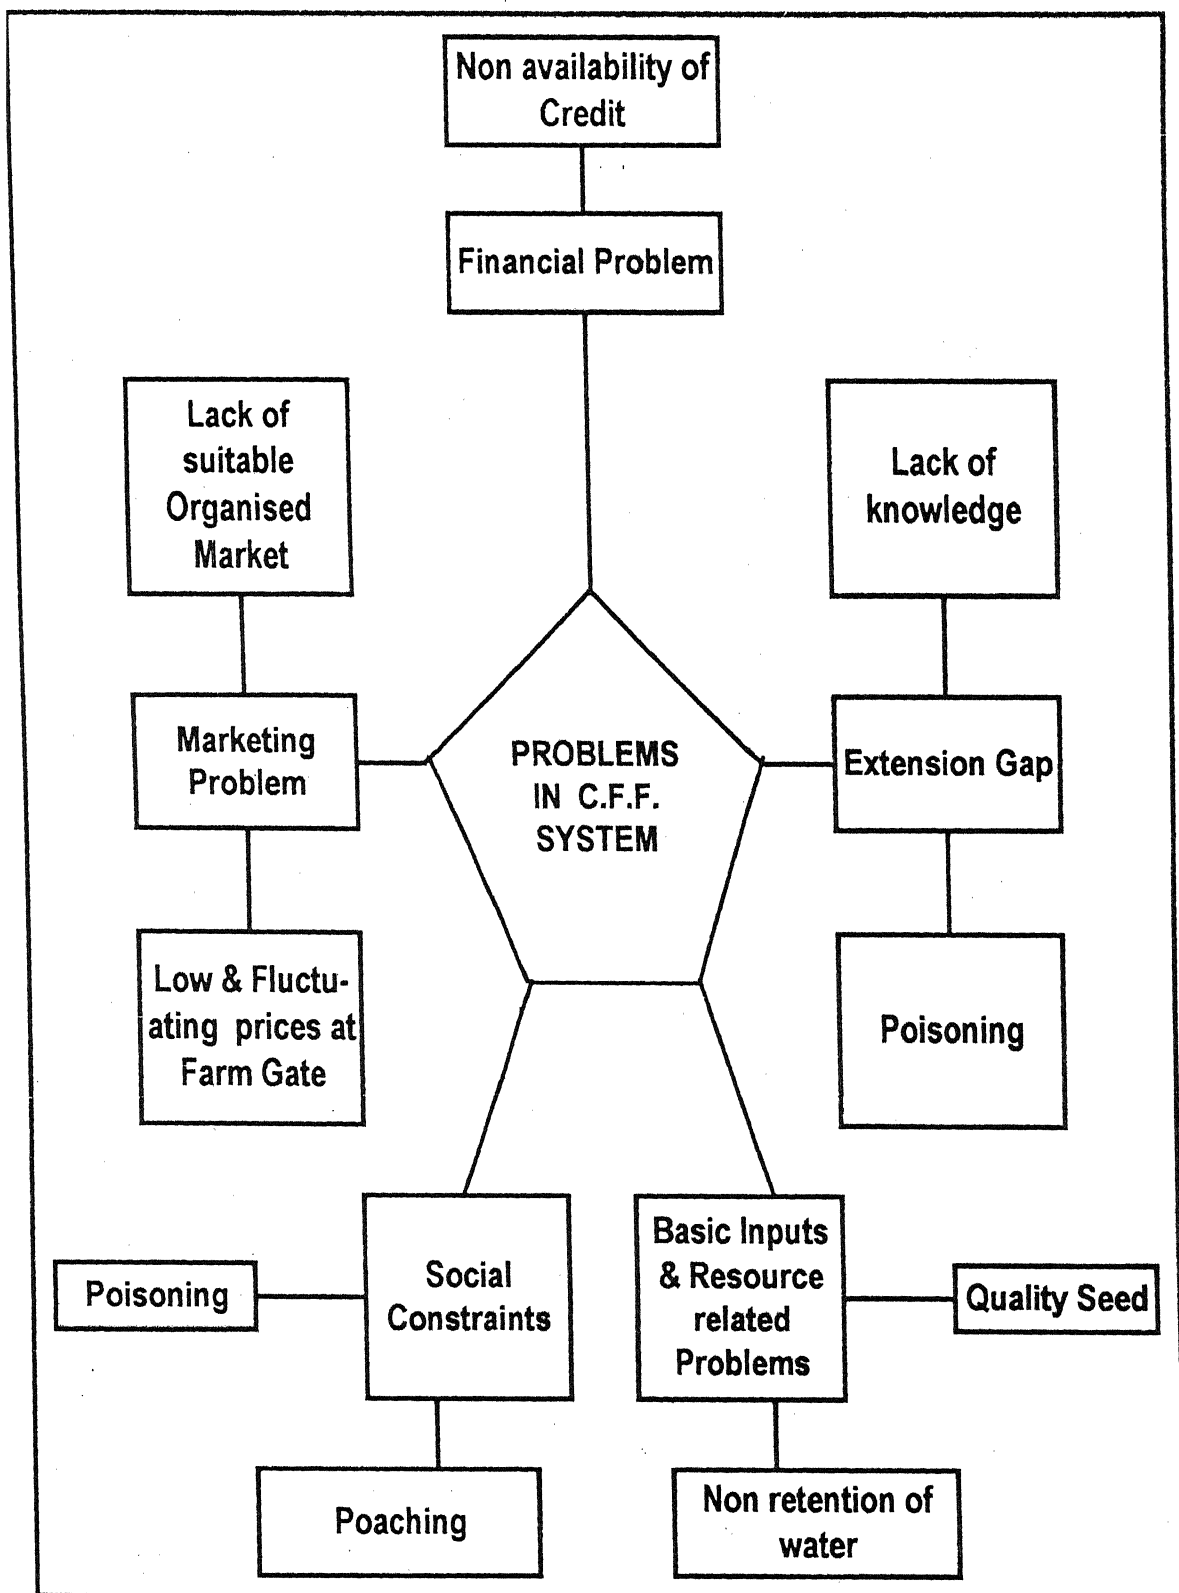 Non availability of
Credit
Financial Problem
Lack of
suitable
Organised
Market
Lack of
knowledge
Marketing
Problem
PROBLEMS
IN C.F.F.
SYSTEM
Extension Gap
Low & Fluctu-
ating prices at
Farm Gate
Poisoning
Poisoning
Social
Constraints
Basic Inputs
& Resource
related
Problems
Quality Seed
Poaching
Non retention of
water